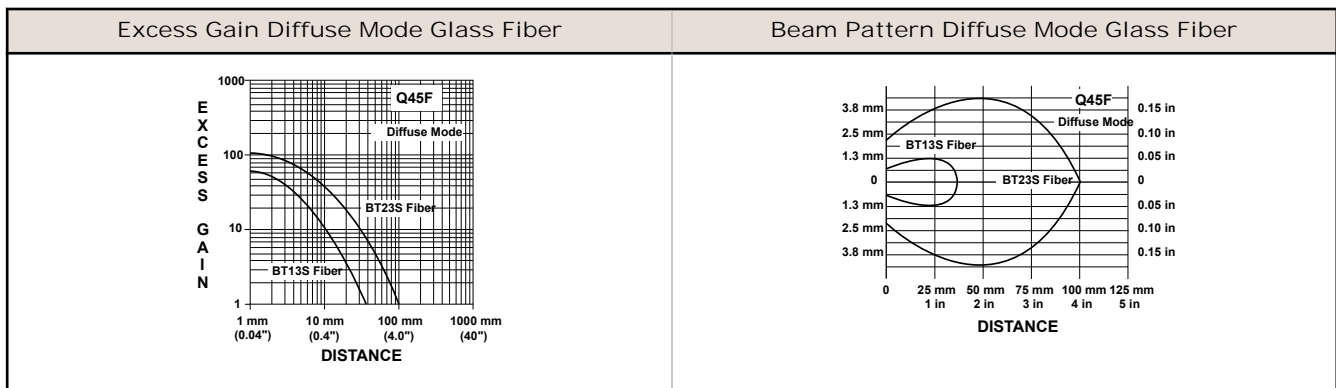 Excess Gain Diffuse Mode Glass Fiber
Beam Pattern Diffuse Mode Glass Fiber
1000
100
10
1
EXCESS GAIN
Q45F
Diffuse Mode
BT23S Fiber
BT13S Fiber
1 mm 10 mm 100 mm 1000 mm
(0.04") (0.4") (4.0") (40")
DISTANCE
3.8 mm
2.5 mm
1.3 mm
0
1.3 mm
2.5 mm
3.8 mm
Q45F
Diffuse Mode
BT13S Fiber
BT23S Fiber
0.15 in
0.10 in
0.05 in
0
0.05 in
0.10 in
0.15 in
0 25 mm 50 mm 75 mm 100 mm 125 mm
1 in 2 in 3 in 4 in 5 in
DISTANCE